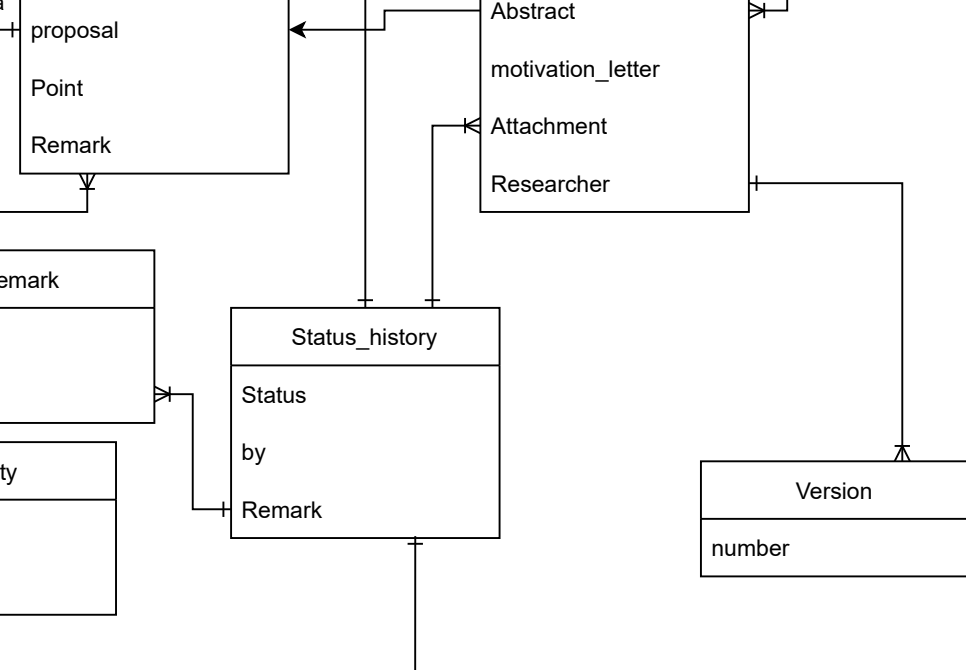 proposal
Point
Remark
Abstract
motivation_letter
Attachment
Researcher
emark
Status_history
Status
by
Remark
ty
Version
number